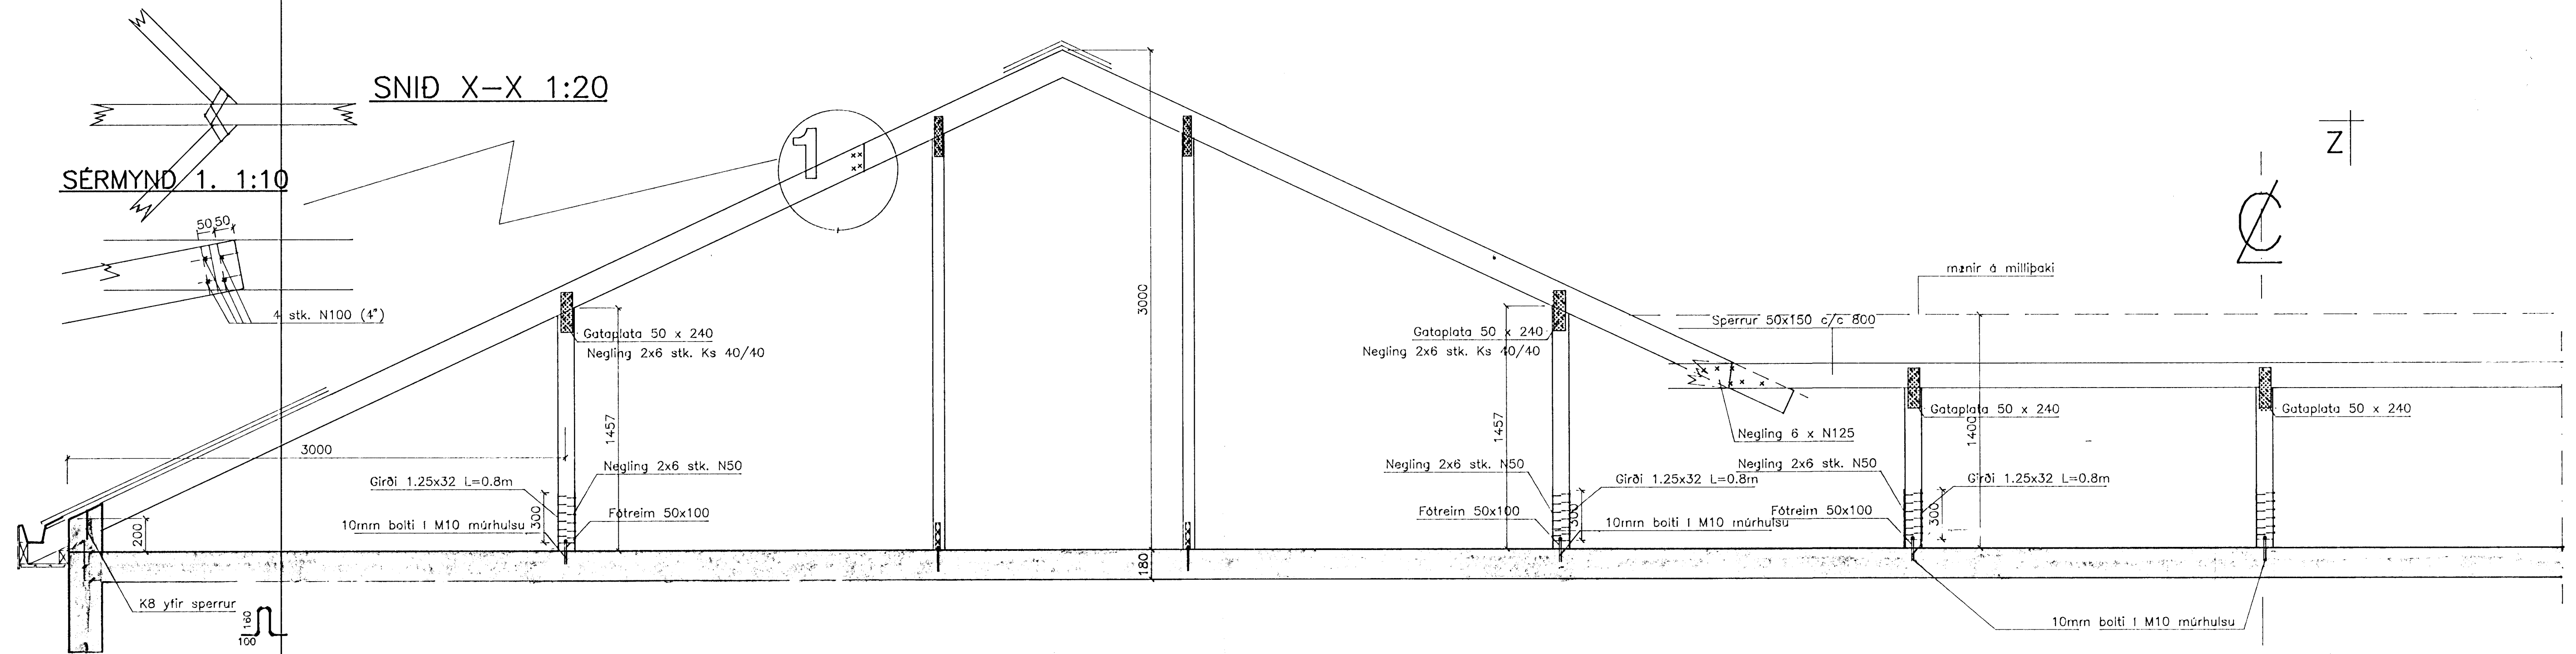 SNIÐ X-X 1:20
SÉRMYND 1. 1:10
50 50
4 stk. N100 (4")
1
3000
Gataplata 50 x 240
Negling 2x6 stk. Ks 40/40
1457
3000
Negling 2x6 stk. N50
Girði 1.25x32 L=0.8m
300
Fótreim 50x100
10mm bolti í M10 múrhulsu
200
K8 yfir sperrur
160
100
180
Gataplata 50 x 240
Negling 2x6 stk. Ks 40/40
1457
Negling 2x6 stk. N50
Girði 1.25x32 L=0.8m
300
Fótreim 50x100
10mm bolti í M10 múrhulsu
Z
mænir á milliþaki
Sperrur 50x150 c/c 800
Negling 6 x N125
Gataplata 50 x 240
1400
Negling 2x6 stk. N50
Girði 1.25x32 L=0.8m
300
Fótreim 50x100
Gataplata 50 x 240
10mm bolti í M10 múrhulsu